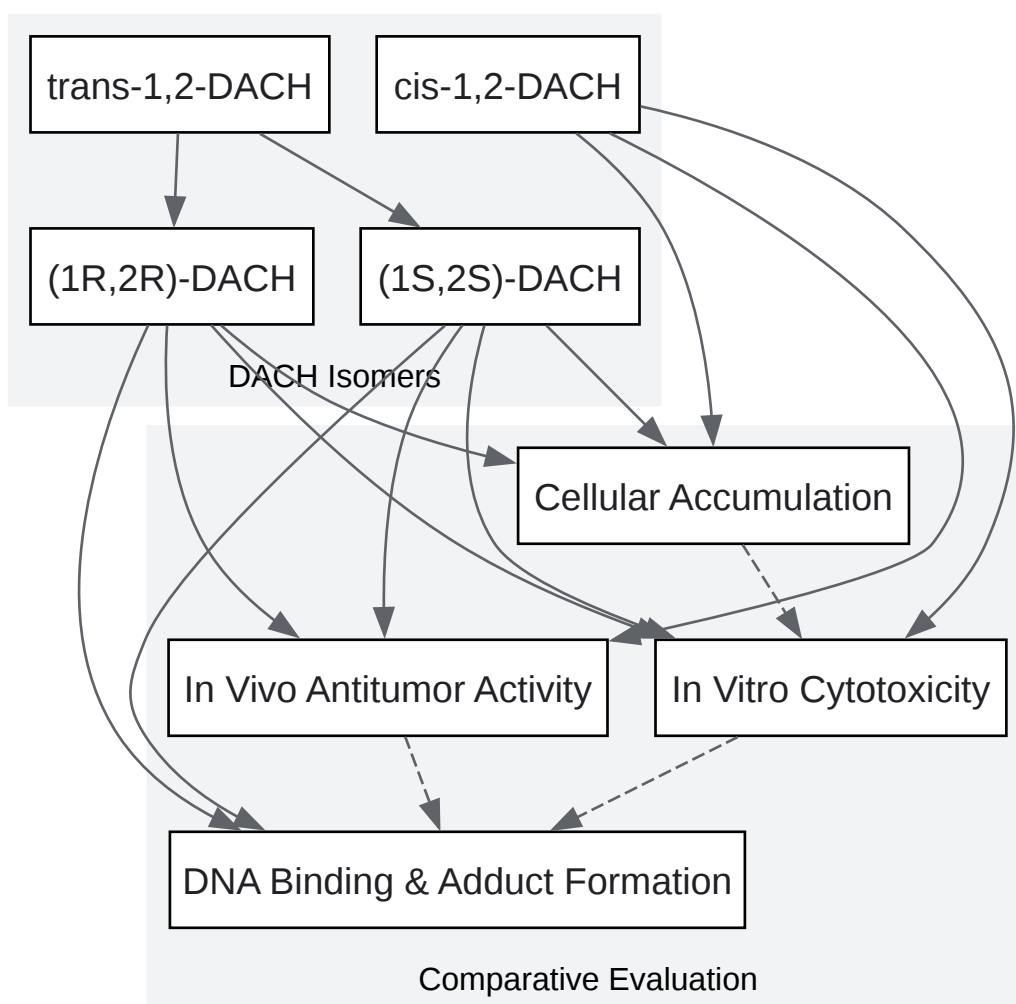 trans-1,2-DACH
cis-1,2-DACH
(1R,2R)-DACH
(1S,2S)-DACH
DACH Isomers
Cellular Accumulation
In Vivo Antitumor Activity
In Vitro Cytotoxicity
DNA Binding & Adduct Formation
Comparative Evaluation